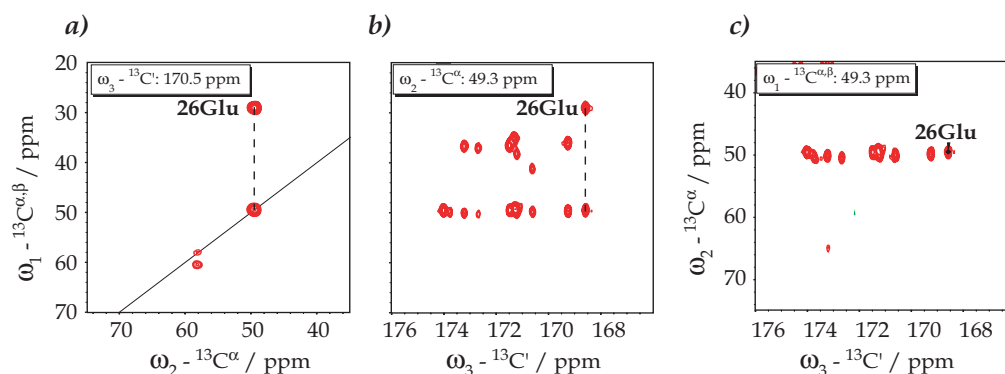 a)
20
30
40
50
60
70
ω₁ - ¹³Cα,β / ppm
ω₃ - ¹³C': 170.5 ppm
26Glu
70
50
40
ω₂ - ¹³Cα / ppm
b)
ω₂ - ¹³Cα: 49.3 ppm
26Glu
176
174
172
170
168
ω₃ - ¹³C' / ppm
c)
40
50
60
70
ω₂ - ¹³Cα / ppm
ω₁ - ¹³Cα,β: 49.3 ppm
26Glu
176
174
172
170
168
ω₃ - ¹³C' / ppm